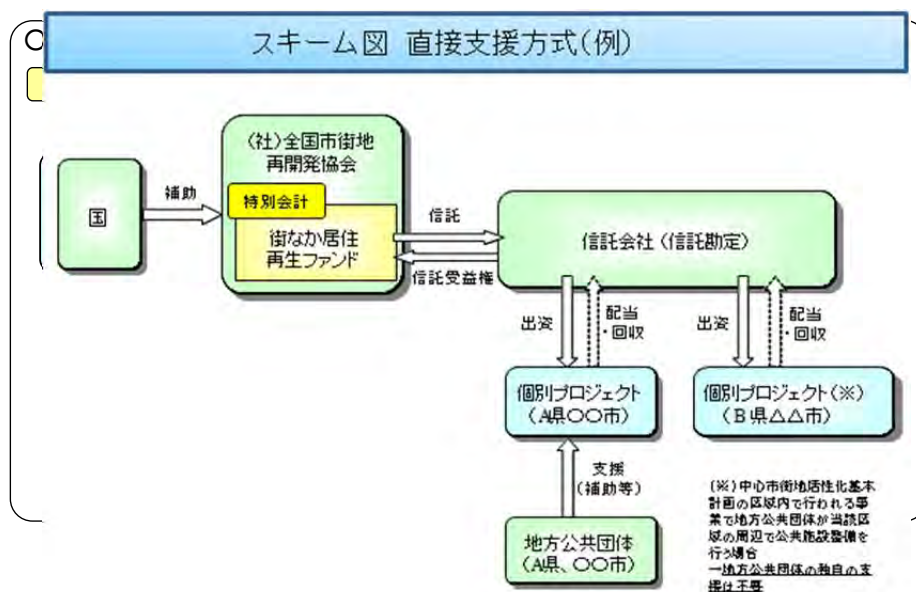 スキーム図 直接支援方式(例)
(社)全国市街地
再開発協会
国
補助
特別会計
街なか居住
再生ファンド
信託
信託受益権
信託会社(信託勘定)
出資
配当
・回収
出資
配当
・回収
個別プロジェクト
(A県○○市)
個別プロジェクト(※)
(B県△△市)
支援
(補助等)
地方公共団体
(A県、○○市)
(※)中心市街地活性化基本
計画の区域内で行われる事
業で地方公共団体が当該区
域の周辺で公共施設整備を
行う場合
→地方公共団体の独自の支
援は不要